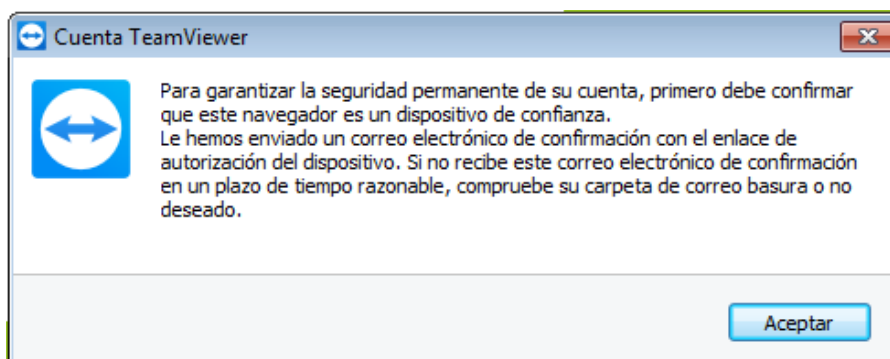 Cuenta TeamViewer
Para garantizar la seguridad permanente de su cuenta, primero debe confirmar
que este navegador es un dispositivo de confianza.
Le hemos enviado un correo electrónico de confirmación con el enlace de
autorización del dispositivo. Si no recibe este correo electrónico de confirmación
en un plazo de tiempo razonable, compruebe su carpeta de correo basura o no
deseado.
Aceptar